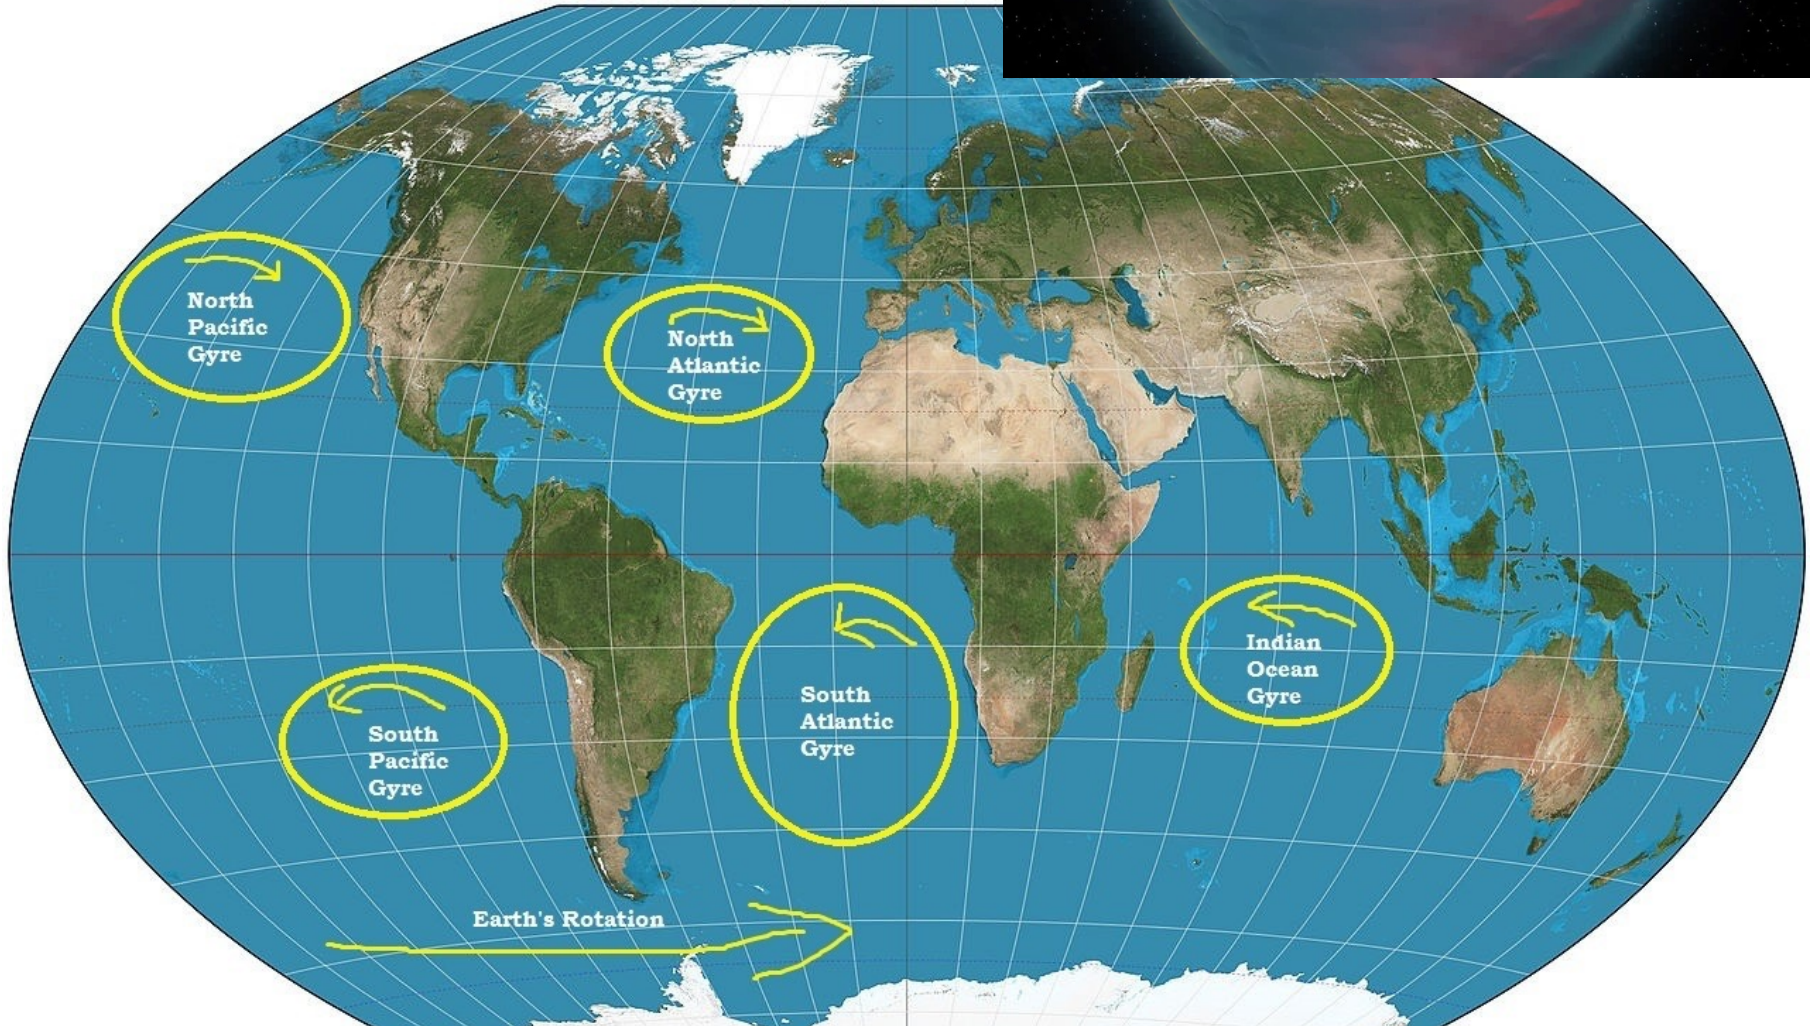 North
Pacific
Gyre
North
Atlantic
Gyre
Indian
Ocean
Gyre
South
Atlantic
Gyre
South
Pacific
Gyre
Earth's Rotation